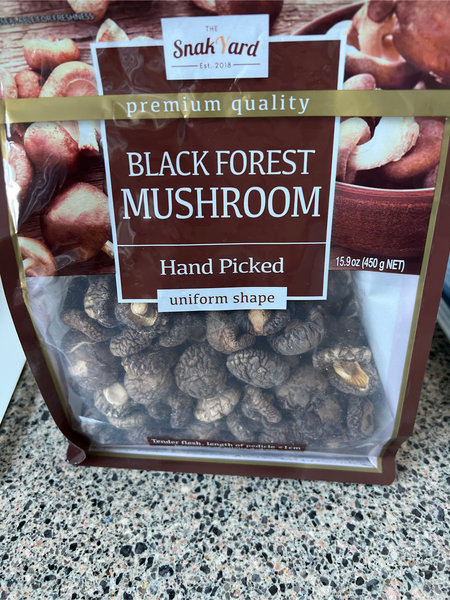 THE
SnakYard
Est. 2018
premium quality
BLACK FOREST
MUSHROOM
Hand Picked
15.9oz (450 g NET)
uniform shape
Tender flesh, length of pedicle <1cm